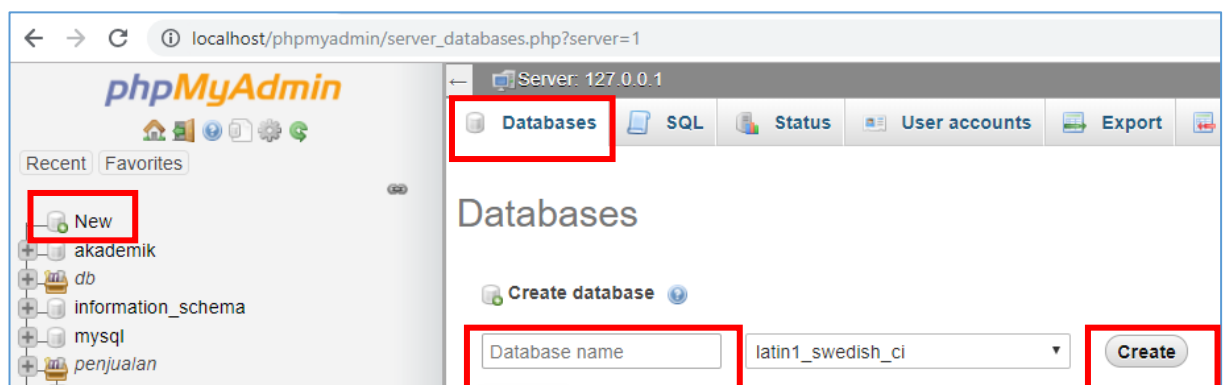 localhost/phpmyadmin/server_databases.php?server=1
phpMyAdmin
Recent Favorites
New
akademik
db
information_schema
mysql
penjualan
Server: 127.0.0.1
Databases SQL Status User accounts Export
Databases
Create database
Database name latin1_swedish_ci Create